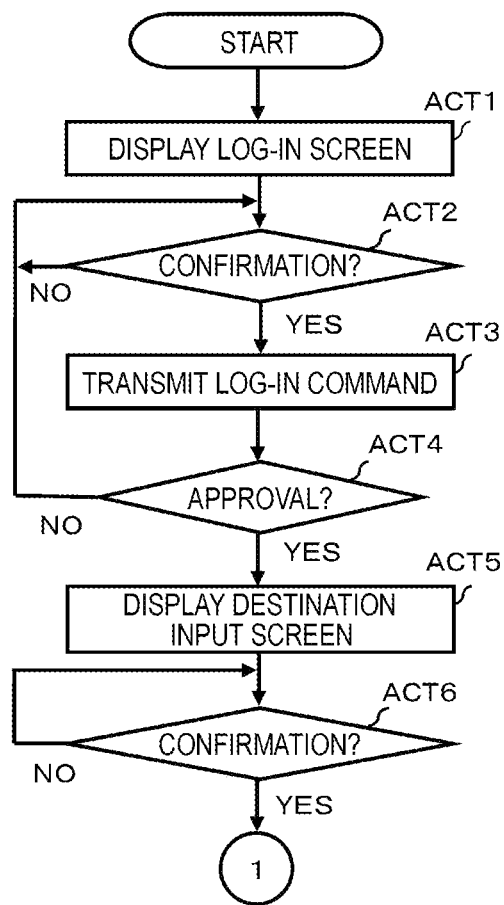 START
ACT1
DISPLAY LOG-IN SCREEN
ACT2
CONFIRMATION?
NO
YES
ACT3
TRANSMIT LOG-IN COMMAND
ACT4
APPROVAL?
NO
YES
ACT5
DISPLAY DESTINATION
INPUT SCREEN
ACT6
CONFIRMATION?
NO
YES
1